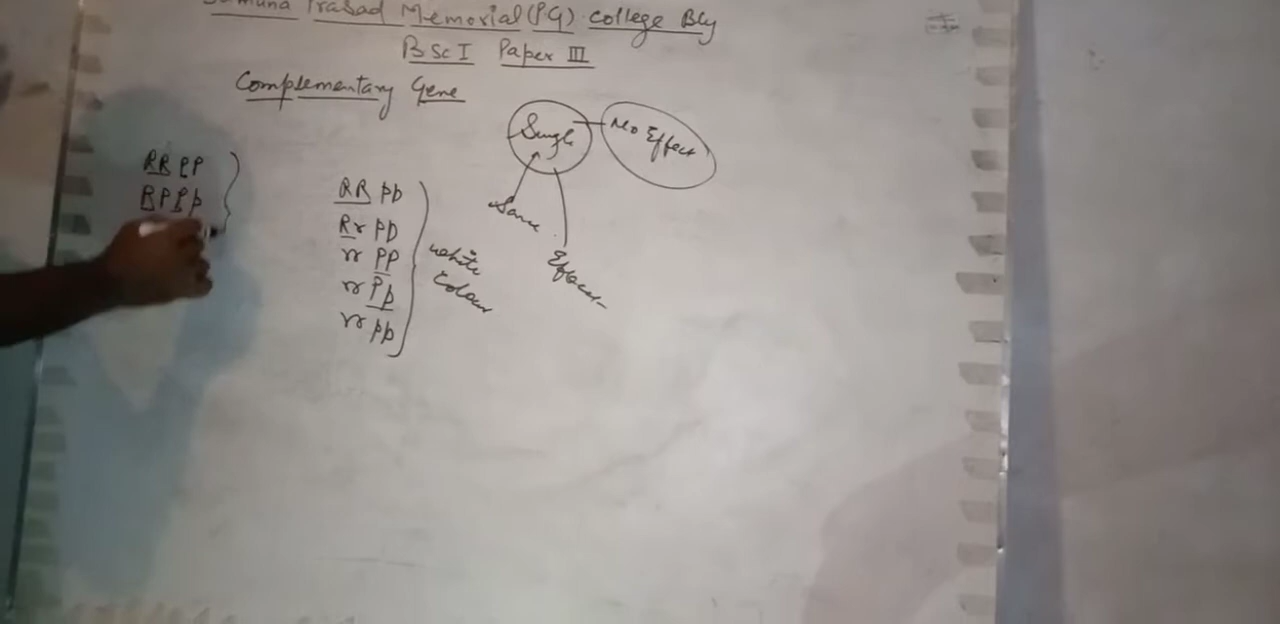 Prasad Memorial (PG) College Bly
BSc I Paper III
Complementary Gene
Single
No Effect
Same
RR PP
RR pp
Rr pp
rr PP
rr Pp
rr pp
white
Colour